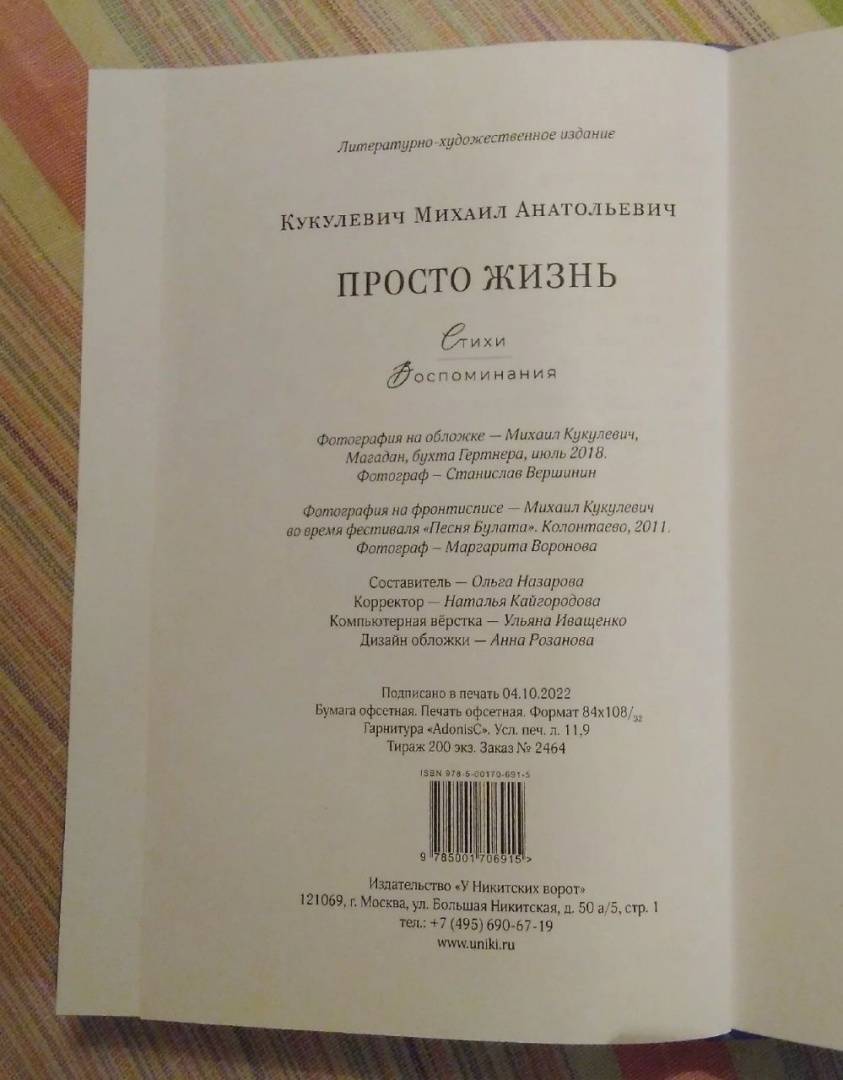 Литературно-художественное издание
Кукулевич Михаил Анатольевич
ПРОСТО ЖИЗНЬ
Стихи
Воспоминания
Фотография на обложке — Михаил Кукулевич,
Магадан, бухта Гертнера, июль 2018.
Фотограф – Станислав Вершинин
Фотография на фронтисписе — Михаил Кукулевич
во время фестиваля «Песня Булата». Колонтаево, 2011.
Фотограф – Маргарита Воронова
Составитель — Ольга Назарова
Корректор — Наталья Кайгородова
Компьютерная вёрстка — Ульяна Иващенко
Дизайн обложки — Анна Розанова
Подписано в печать 04.10.2022
Бумага офсетная. Печать офсетная. Формат 84х108/32
Гарнитура «AdonisC». Усл. печ. л. 11,9
Тираж 200 экз. Заказ № 2464
ISBN 978-5-00170-691-5
9 785001 706915 >
Издательство «У Никитских ворот»
121069, г. Москва, ул. Большая Никитская, д. 50 а/5, стр. 1
тел.: +7 (495) 690-67-19
www.uniki.ru